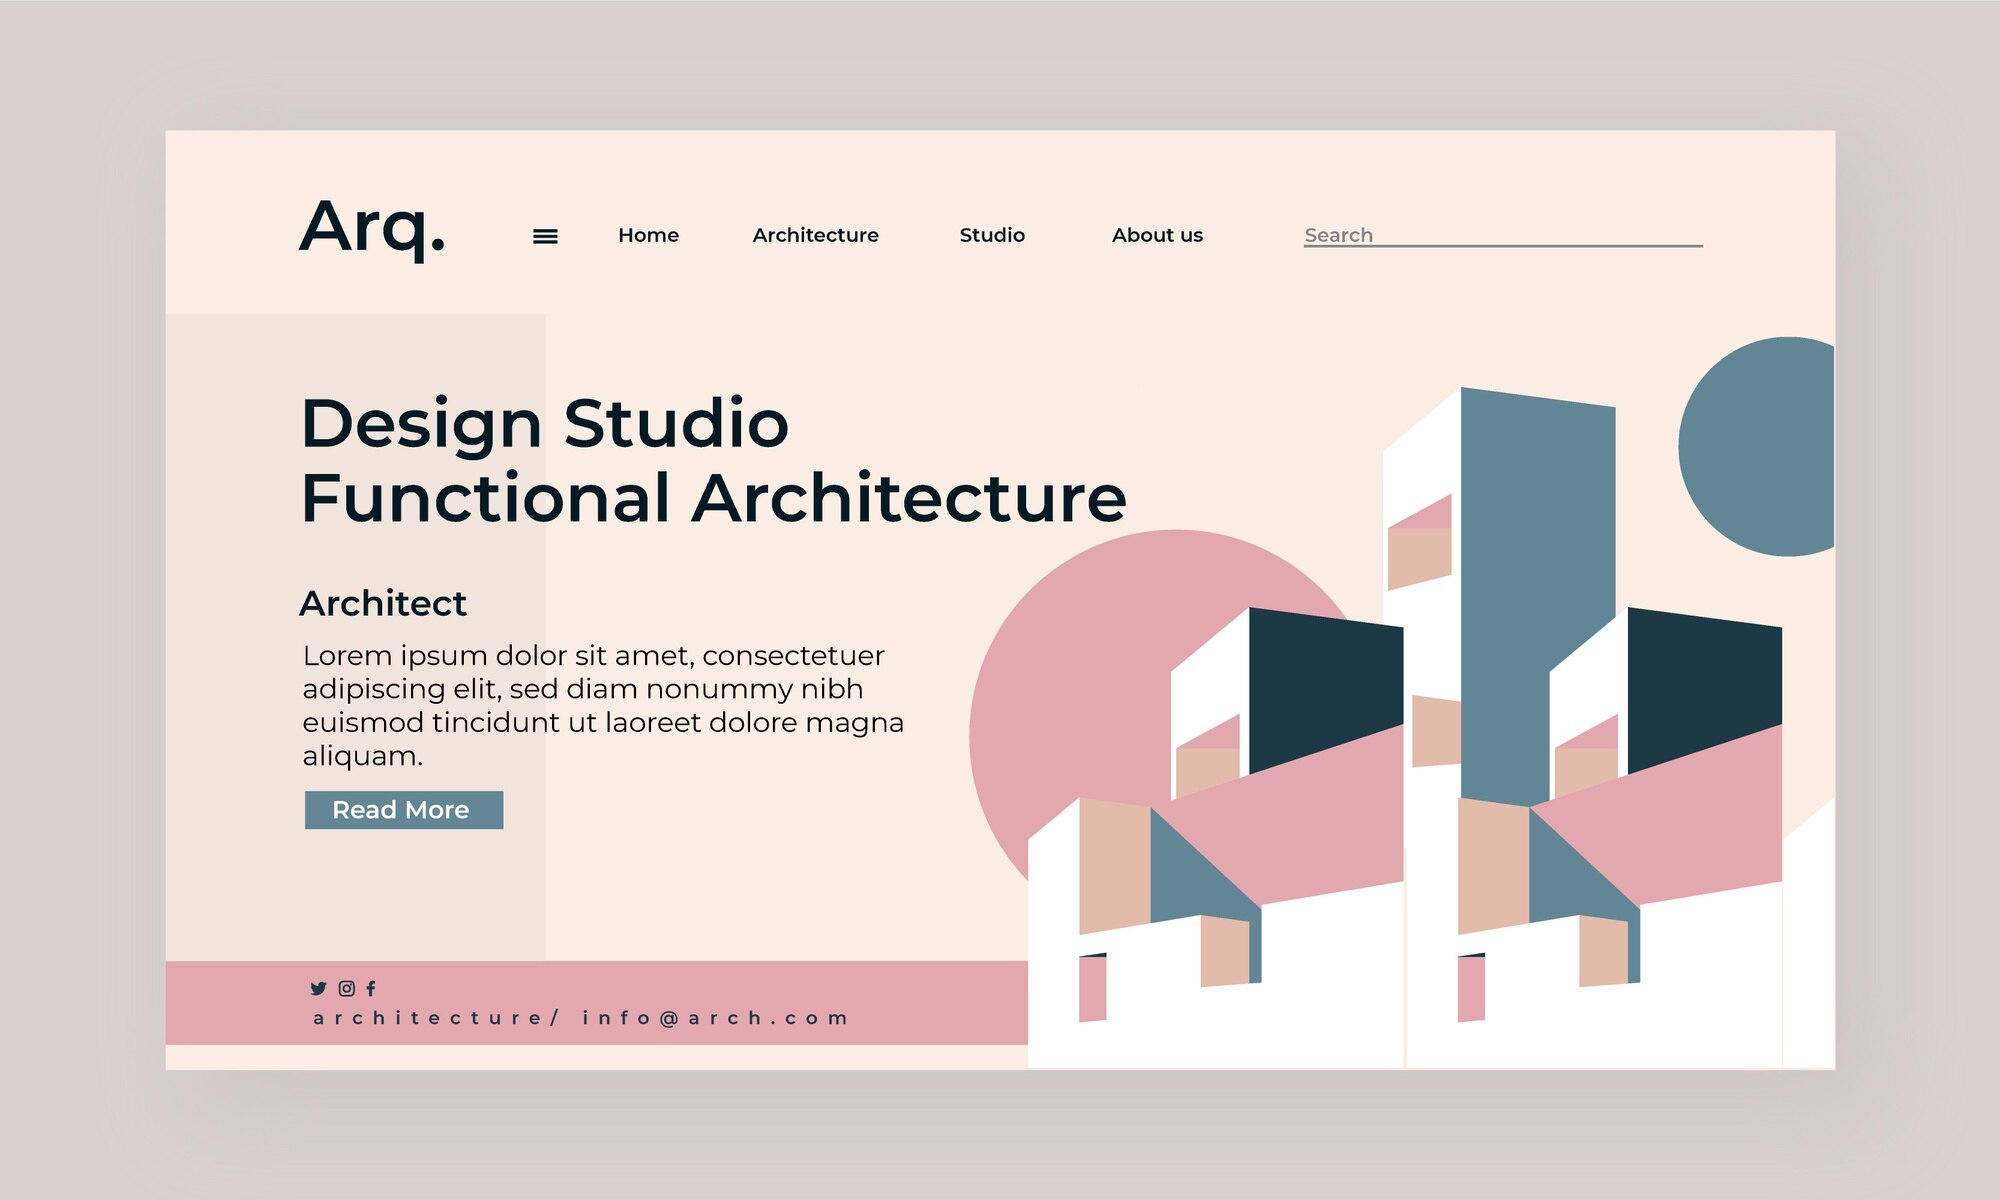 Arq.
Home Architecture Studio About us Search
Design Studio
Functional Architecture
Architect
Lorem ipsum dolor sit amet, consectetuer
adipiscing elit, sed diam nonummy nibh
euismod tincidunt ut laoreet dolore magna
aliquam.
Read More
architecture/ info@arch.com